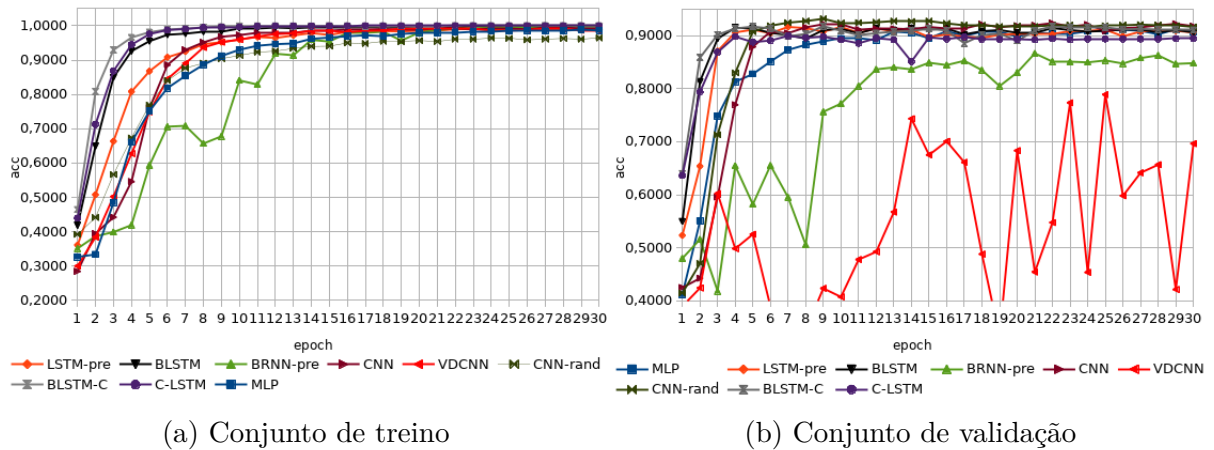 1,0000
0,9000
0,8000
0,7000
0,6000
0,5000
0,4000
0,3000
0,2000
acc
1 2 3 4 5 6 7 8 9 10 11 12 13 14 15 16 17 18 19 20 21 22 23 24 25 26 27 28 29 30
epoch
LSTM-pre BLSTM BRNN-pre CNN VDCNN CNN-rand
BLSTM-C C-LSTM MLP
(a) Conjunto de treino
0,9000
0,8000
0,7000
0,6000
0,5000
0,4000
acc
1 2 3 4 5 6 7 8 9 10 11 12 13 14 15 16 17 18 19 20 21 22 23 24 25 26 27 28 29 30
epoch
MLP LSTM-pre BLSTM BRNN-pre CNN VDCNN
CNN-rand BLSTM-C C-LSTM
(b) Conjunto de validação